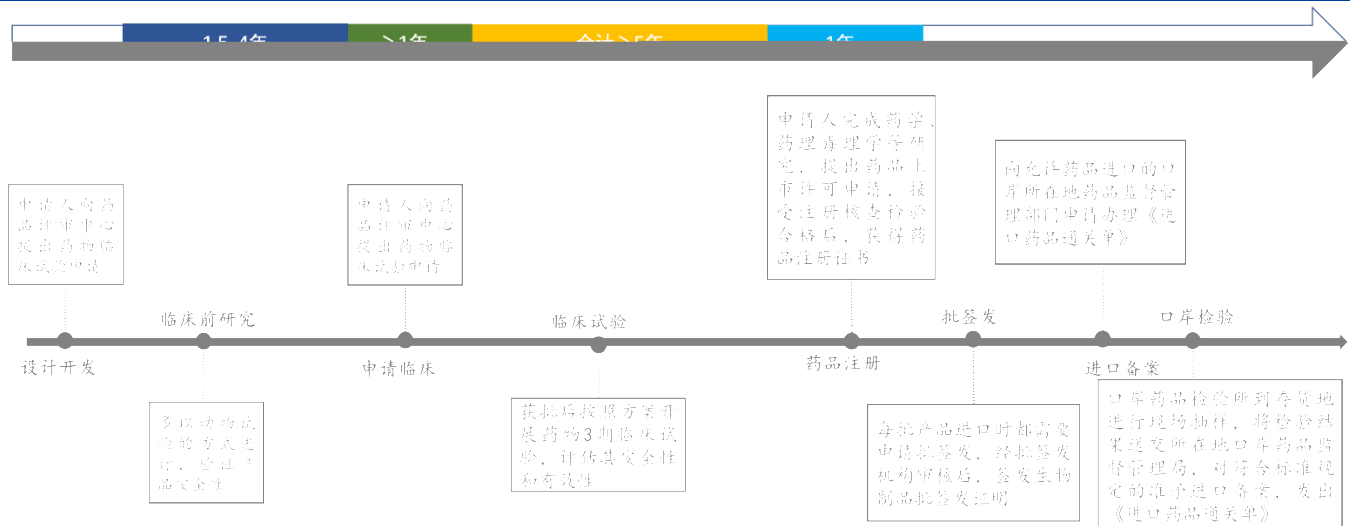 1.5-4年
≥1年
合计≥5年
1年
申请人完成药学、
药理毒理学等研
究，提出药品上
市许可申请，接
受注册核查检验
合格后，获得药
品注册证书
向允许药品进口的口
岸所在地药品监督管
理部门申请办理《进
口药品通关单》
申请人向药
品评审中心
提出药物临
床试验申请
申请人向药
品评审中心
提出药物临
床试验申请
临床前研究
临床试验
批签发
口岸检验
设计开发
申请临床
药品注册
进口备案
多以动物试
验的方式进
行，验证产
品安全性
获批后按照方案开
展药物3期临床试
验，评估其安全性
和有效性
每批产品进口时都需要
申请批签发，经批签发
机构审核后，签发生物
制品批签发证明
口岸药品检验所到存货地
进行现场抽样，将检验结
果送交所在地口岸药品监
督管理局，对符合标准规
定的准予进口备案，发出
《进口药品通关单》